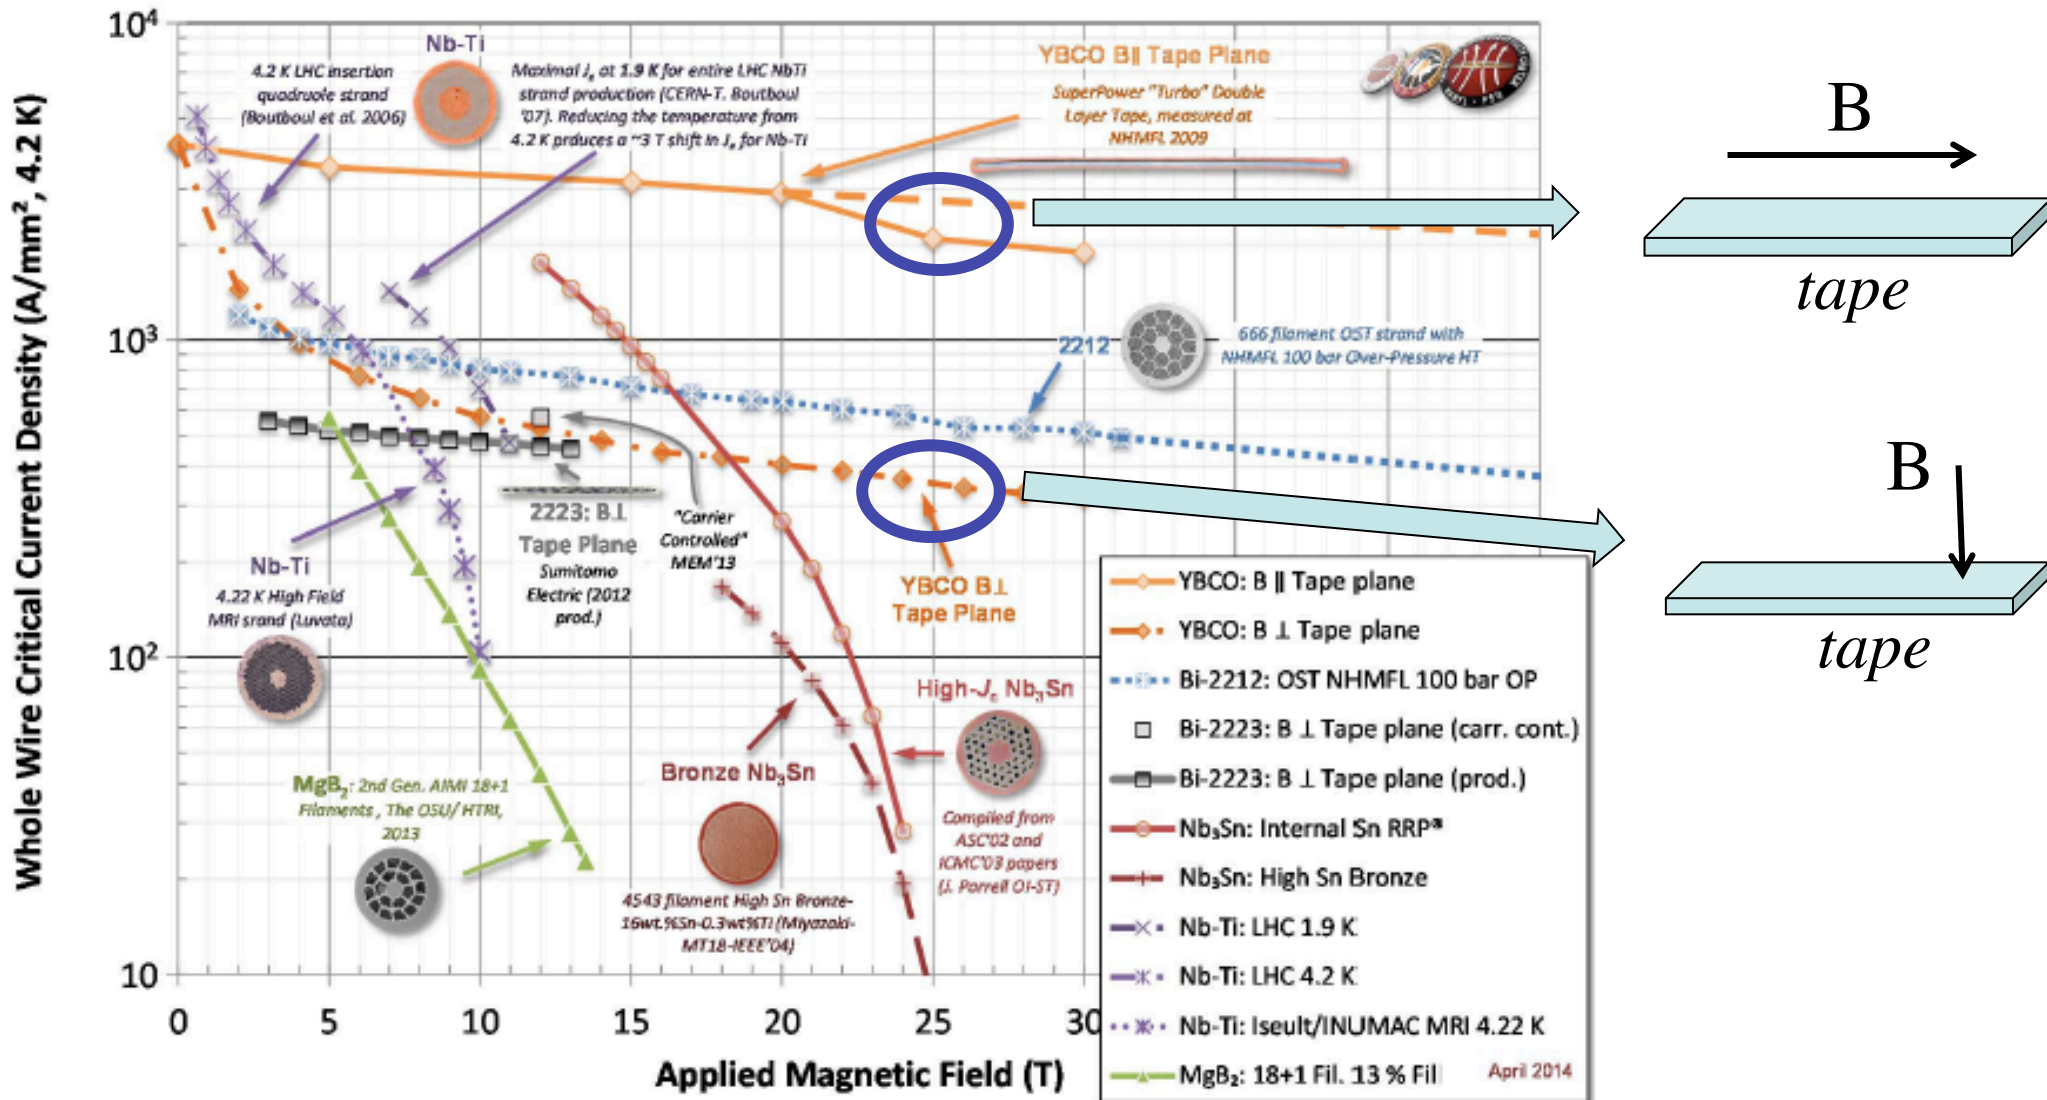 Whole Wire Critical Current Density (A/mm², 4.2 K)
10⁴
10³
10²
10
0
5
10
15
20
25
30
Applied Magnetic Field (T)
4.2 K LHC insertion
quadruole strand
(Boutboul et al. 2006)
Nb-Ti
Maximal Jₑ at 1.9 K for entire LHC NbTi
strand production (CERN-T. Boutboul
'07). Reducing the temperature from
4.2 K prduces a ~3 T shift in Jₑ for Nb-Ti
YBCO B∥ Tape Plane
SuperPower "Turbo" Double
Layer Tape, measured at
NHMFL 2009
2212
666 filament OST strand with
NHMFL 100 bar Over-Pressure HT
2223: B⊥
Tape Plane
Sumitomo
Electric (2012
prod.)
"Carrier
Controlled"
MEM'13
YBCO B⊥
Tape Plane
Nb-Ti
4.22 K High Field
MRI srand (Luvata)
MgB₂: 2nd Gen. AIMI 18+1
Filaments , The OSU/ HTRI,
2013
Bronze Nb₃Sn
4543 filament High Sn Bronze-
16wt.%Sn-0.3wt%Ti (Miyazaki-
MT18-IEEE'04)
High-Jc Nb₃Sn
Compiled from
ASC'02 and
ICMC'03 papers
(J. Parrell OI-ST)
YBCO: B ∥ Tape plane
YBCO: B ⊥ Tape plane
Bi-2212: OST NHMFL 100 bar OP
Bi-2223: B ⊥ Tape plane (carr. cont.)
Bi-2223: B ⊥ Tape plane (prod.)
Nb₃Sn: Internal Sn RRP®
Nb₃Sn: High Sn Bronze
Nb-Ti: LHC 1.9 K
Nb-Ti: LHC 4.2 K
Nb-Ti: Iseult/INUMAC MRI 4.22 K
MgB₂: 18+1 Fil. 13 % Fil
April 2014
B
tape
B
tape